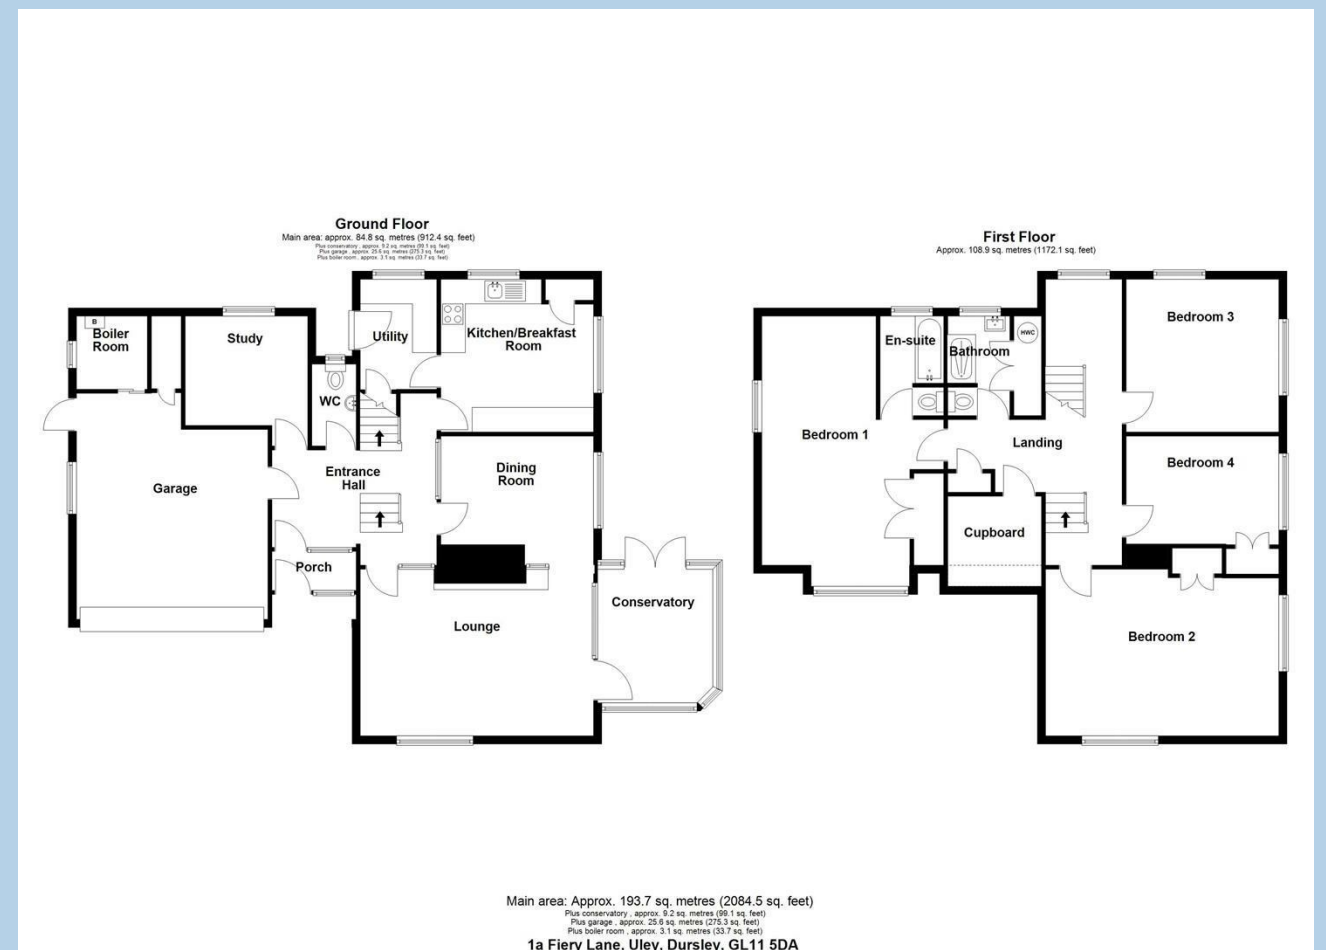 Ground Floor
Main area: approx. 84.8 sq. metres (912.4 sq. feet)
Plus conservatory , approx. 9.2 sq. metres (99.1 sq. feet)
Plus garage , approx. 25.6 sq. metres (275.3 sq. feet)
Plus boiler room , approx. 3.1 sq. metres (33.7 sq. feet)
B
Boiler
Room
Study
Utility
Kitchen/Breakfast
Room
WC
Garage
Entrance
Hall
Dining
Room
Porch
Lounge
Conservatory
First Floor
Approx. 108.9 sq. metres (1172.1 sq. feet)
En-suite
Bathroom
HWC
Bedroom 3
Bedroom 1
Landing
Bedroom 4
Cupboard
Bedroom 2
Main area: Approx. 193.7 sq. metres (2084.5 sq. feet)
Plus conservatory , approx. 9.2 sq. metres (99.1 sq. feet)
Plus garage , approx. 25.6 sq. metres (275.3 sq. feet)
Plus boiler room , approx. 3.1 sq. metres (33.7 sq. feet)
1a Fiery Lane, Uley, Dursley, GL11 5DA